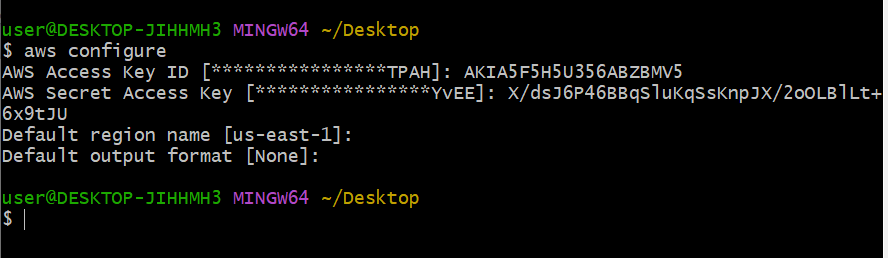 user@DESKTOP-JIHHMH3 MINGW64 ~/Desktop
$ aws configure
AWS Access Key ID [****************TPAH]: AKIA5F5H5U356ABZBMV5
AWS Secret Access Key [****************YvEE]: X/dsJ6P46BBqSluKqSsKnpJX/2oOLBlLt+
6x9tJU
Default region name [us-east-1]:
Default output format [None]:
user@DESKTOP-JIHHMH3 MINGW64 ~/Desktop
$